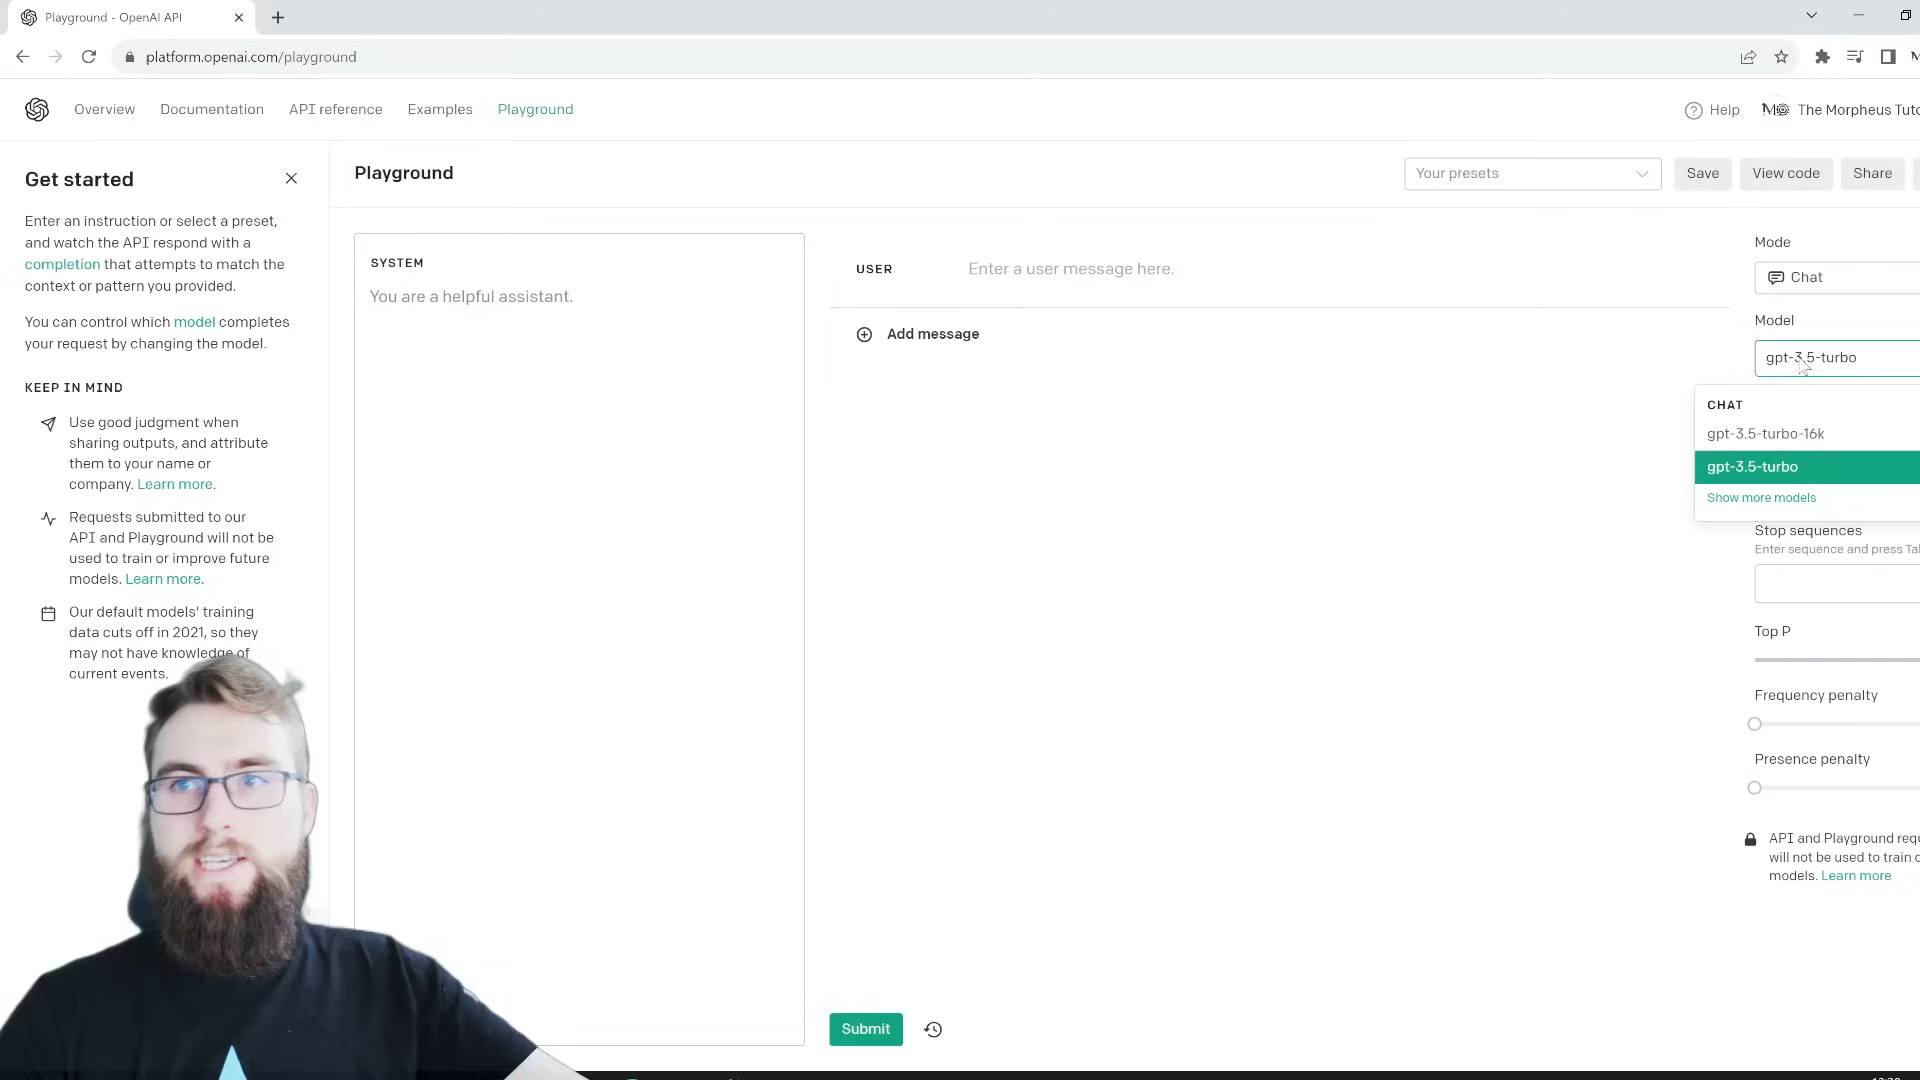 Playground - OpenAI API
platform.openai.com/playground
Overview
Documentation
API reference
Examples
Playground
Help
The Morpheus Tuto
Get started
Enter an instruction or select a preset,
and watch the API respond with a
completion that attempts to match the
context or pattern you provided.
You can control which model completes
your request by changing the model.
KEEP IN MIND
Use good judgment when
sharing outputs, and attribute
them to your name or
company. Learn more.
Requests submitted to our
API and Playground will not be
used to train or improve future
models. Learn more.
Our default models' training
data cuts off in 2021, so they
may not have knowledge of
current events.
Playground
Your presets
Save
View code
Share
SYSTEM
You are a helpful assistant.
USER
Enter a user message here.
Add message
Submit
Mode
Chat
Model
gpt-3.5-turbo
CHAT
gpt-3.5-turbo-16k
gpt-3.5-turbo
Show more models
Stop sequences
Enter sequence and press Tab
Top P
Frequency penalty
Presence penalty
API and Playground requ
will not be used to train o
models. Learn more